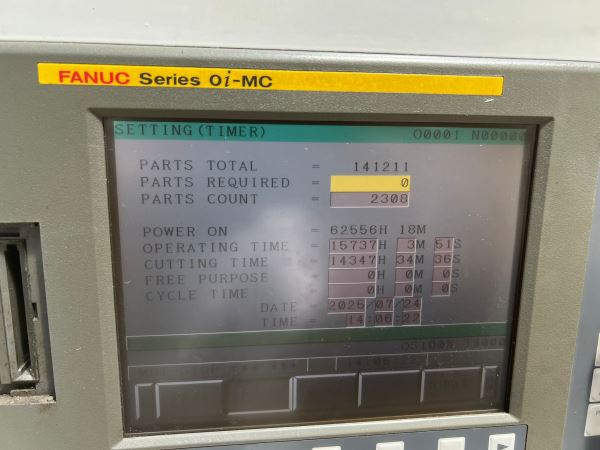 FANUC Series 0i-MC
SETTING(TIMER) O0001 N00000
PARTS TOTAL = 141211
PARTS REQUIRED = 0
PARTS COUNT = 2308
POWER ON = 62556H 18M
OPERATING TIME = 15737H 3M 51S
CUTTING TIME = 14347H 34M 36S
FREE PURPOSE = 0H 0M 0S
CYCLE TIME = 0H 0M 0S
DATE = 2025/07/24
TIME = 14:06:22